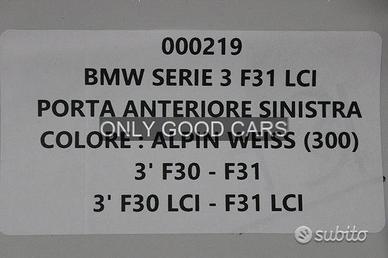 000219
BMW SERIE 3 F31 LCI
PORTA ANTERIORE SINISTRA
ONLY GOOD CARS
COLORE : ALPIN WEISS (300)
3' F30 - F31
3' F30 LCI - F31 LCI
subito